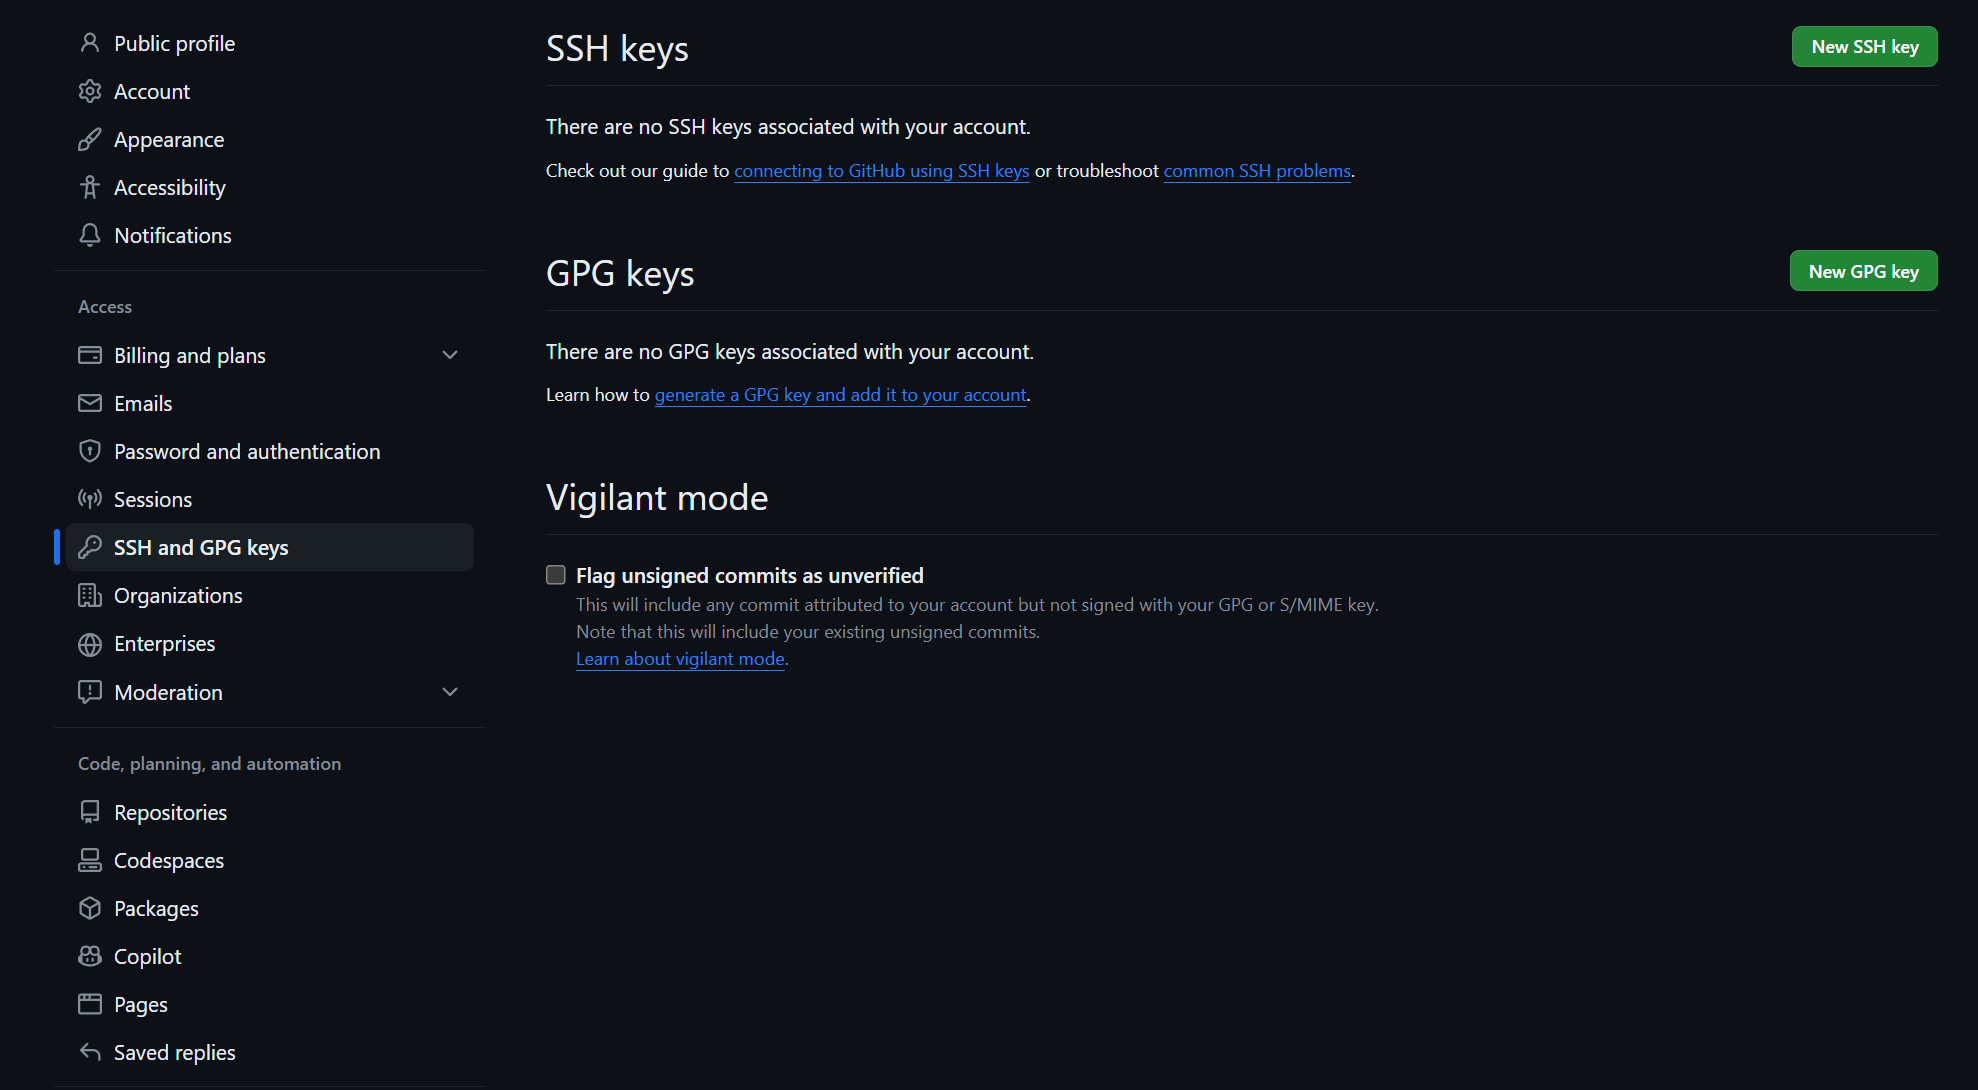 Public profile
Account
Appearance
Accessibility
Notifications
Access
Billing and plans
Emails
Password and authentication
Sessions
SSH and GPG keys
Organizations
Enterprises
Moderation
Code, planning, and automation
Repositories
Codespaces
Packages
Copilot
Pages
Saved replies
SSH keys
New SSH key
There are no SSH keys associated with your account.
Check out our guide to connecting to GitHub using SSH keys or troubleshoot common SSH problems.
GPG keys
New GPG key
There are no GPG keys associated with your account.
Learn how to generate a GPG key and add it to your account.
Vigilant mode
Flag unsigned commits as unverified
This will include any commit attributed to your account but not signed with your GPG or S/MIME key.
Note that this will include your existing unsigned commits.
Learn about vigilant mode.